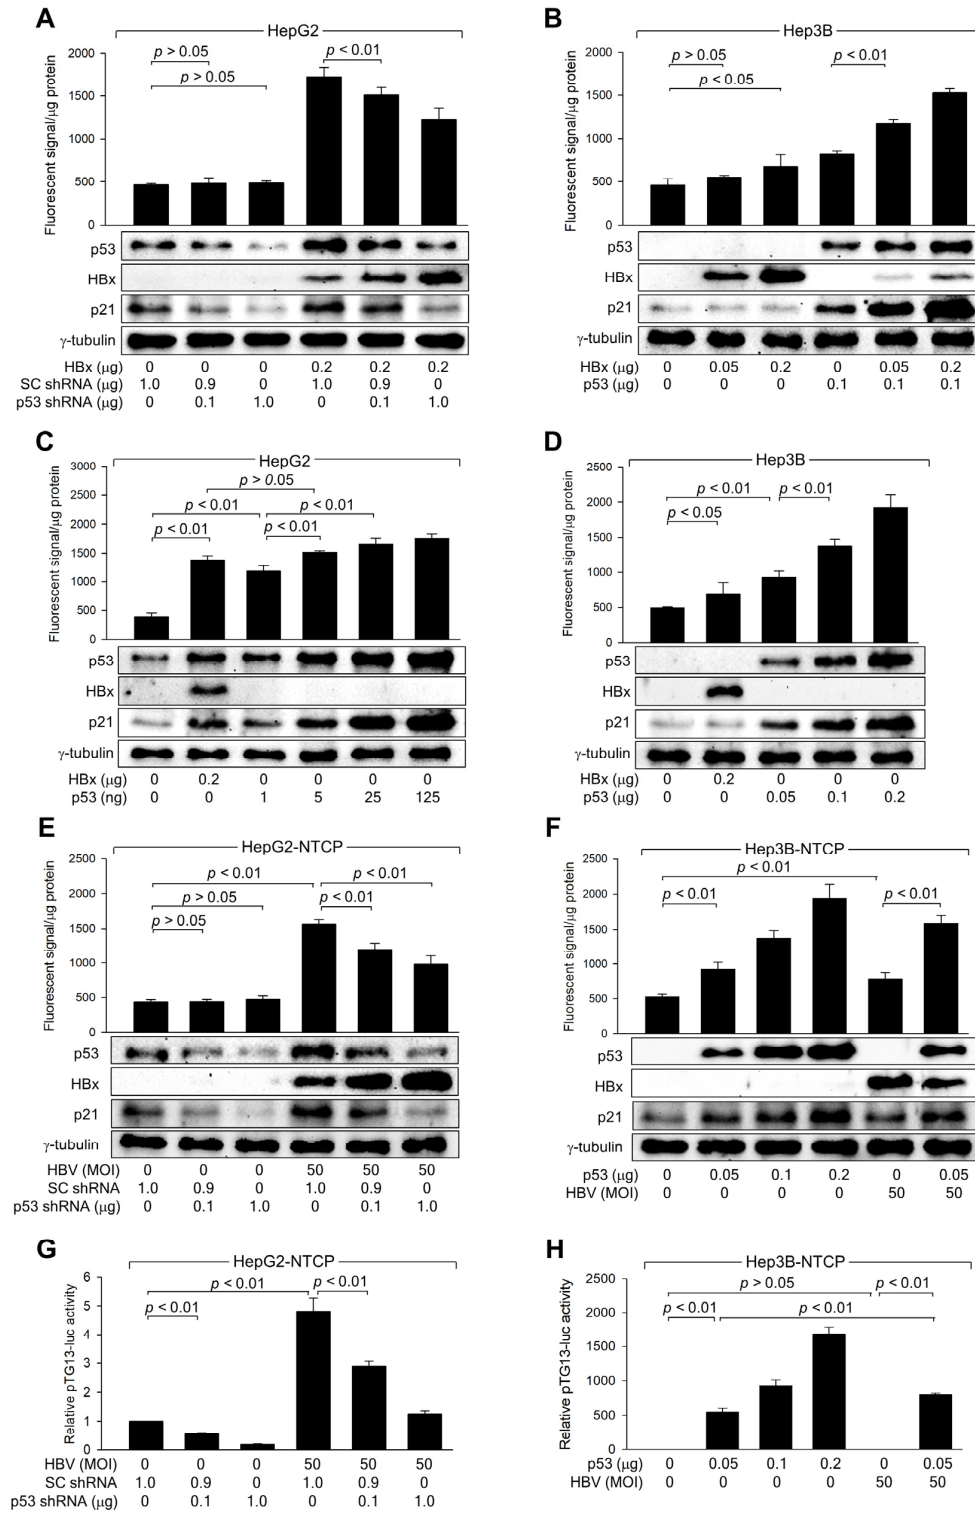 A
HepG2
Fluorescent signal/μg protein
2000
1500
1000
500
0
p > 0.05
p > 0.05
p < 0.01
p53
HBx
p21
γ-tubulin
HBx (μg) 0 0 0 0.2 0.2 0.2
SC shRNA (μg) 1.0 0.9 0 1.0 0.9 0
p53 shRNA (μg) 0 0.1 1.0 0 0.1 1.0
B
Hep3B
Fluorescent signal/μg protein
2000
1500
1000
500
0
p > 0.05
p < 0.05
p < 0.01
p53
HBx
p21
γ-tubulin
HBx (μg) 0 0.05 0.2 0 0.05 0.2
p53 (μg) 0 0 0 0.1 0.1 0.1
C
HepG2
Fluorescent signal/μg protein
3000
2500
2000
1500
1000
500
0
p > 0.05
p < 0.01 p < 0.01
p < 0.01 p < 0.01
p53
HBx
p21
γ-tubulin
HBx (μg) 0 0.2 0 0 0 0
p53 (ng) 0 0 1 5 25 125
D
Hep3B
Fluorescent signal/μg protein
2500
2000
1500
1000
500
0
p < 0.01 p < 0.01
p < 0.05
p53
HBx
p21
γ-tubulin
HBx (μg) 0 0.2 0 0 0
p53 (μg) 0 0 0.05 0.1 0.2
E
HepG2-NTCP
Fluorescent signal/μg protein
2500
2000
1500
1000
500
0
p < 0.01 p < 0.01
p > 0.05 p < 0.01
p > 0.05
p53
HBx
p21
γ-tubulin
HBV (MOI) 0 0 0 50 50 50
SC shRNA 1.0 0.9 0 1.0 0.9 0
p53 shRNA (μg) 0 0.1 1.0 0 0.1 1.0
F
Hep3B-NTCP
Fluorescent signal/μg protein
2500
2000
1500
1000
500
0
p < 0.01
p < 0.01 p < 0.01
p53
HBx
p21
γ-tubulin
p53 (μg) 0 0.05 0.1 0.2 0 0.05
HBV (MOI) 0 0 0 0 50 50
G
HepG2-NTCP
Relative pTG13-luc activity
6
5
4
3
2
1
0
p < 0.01 p < 0.01
p < 0.01
HBV (MOI) 0 0 0 50 50 50
SC shRNA 1.0 0.9 0 1.0 0.9 0
p53 shRNA (μg) 0 0.1 1.0 0 0.1 1.0
H
Hep3B-NTCP
Relative pTG13-luc activity
2500
2000
1500
1000
500
0
p > 0.05 p < 0.01
p < 0.01 p < 0.01
p53 (μg) 0 0.05 0.1 0.2 0 0.05
HBV (MOI) 0 0 0 0 50 50